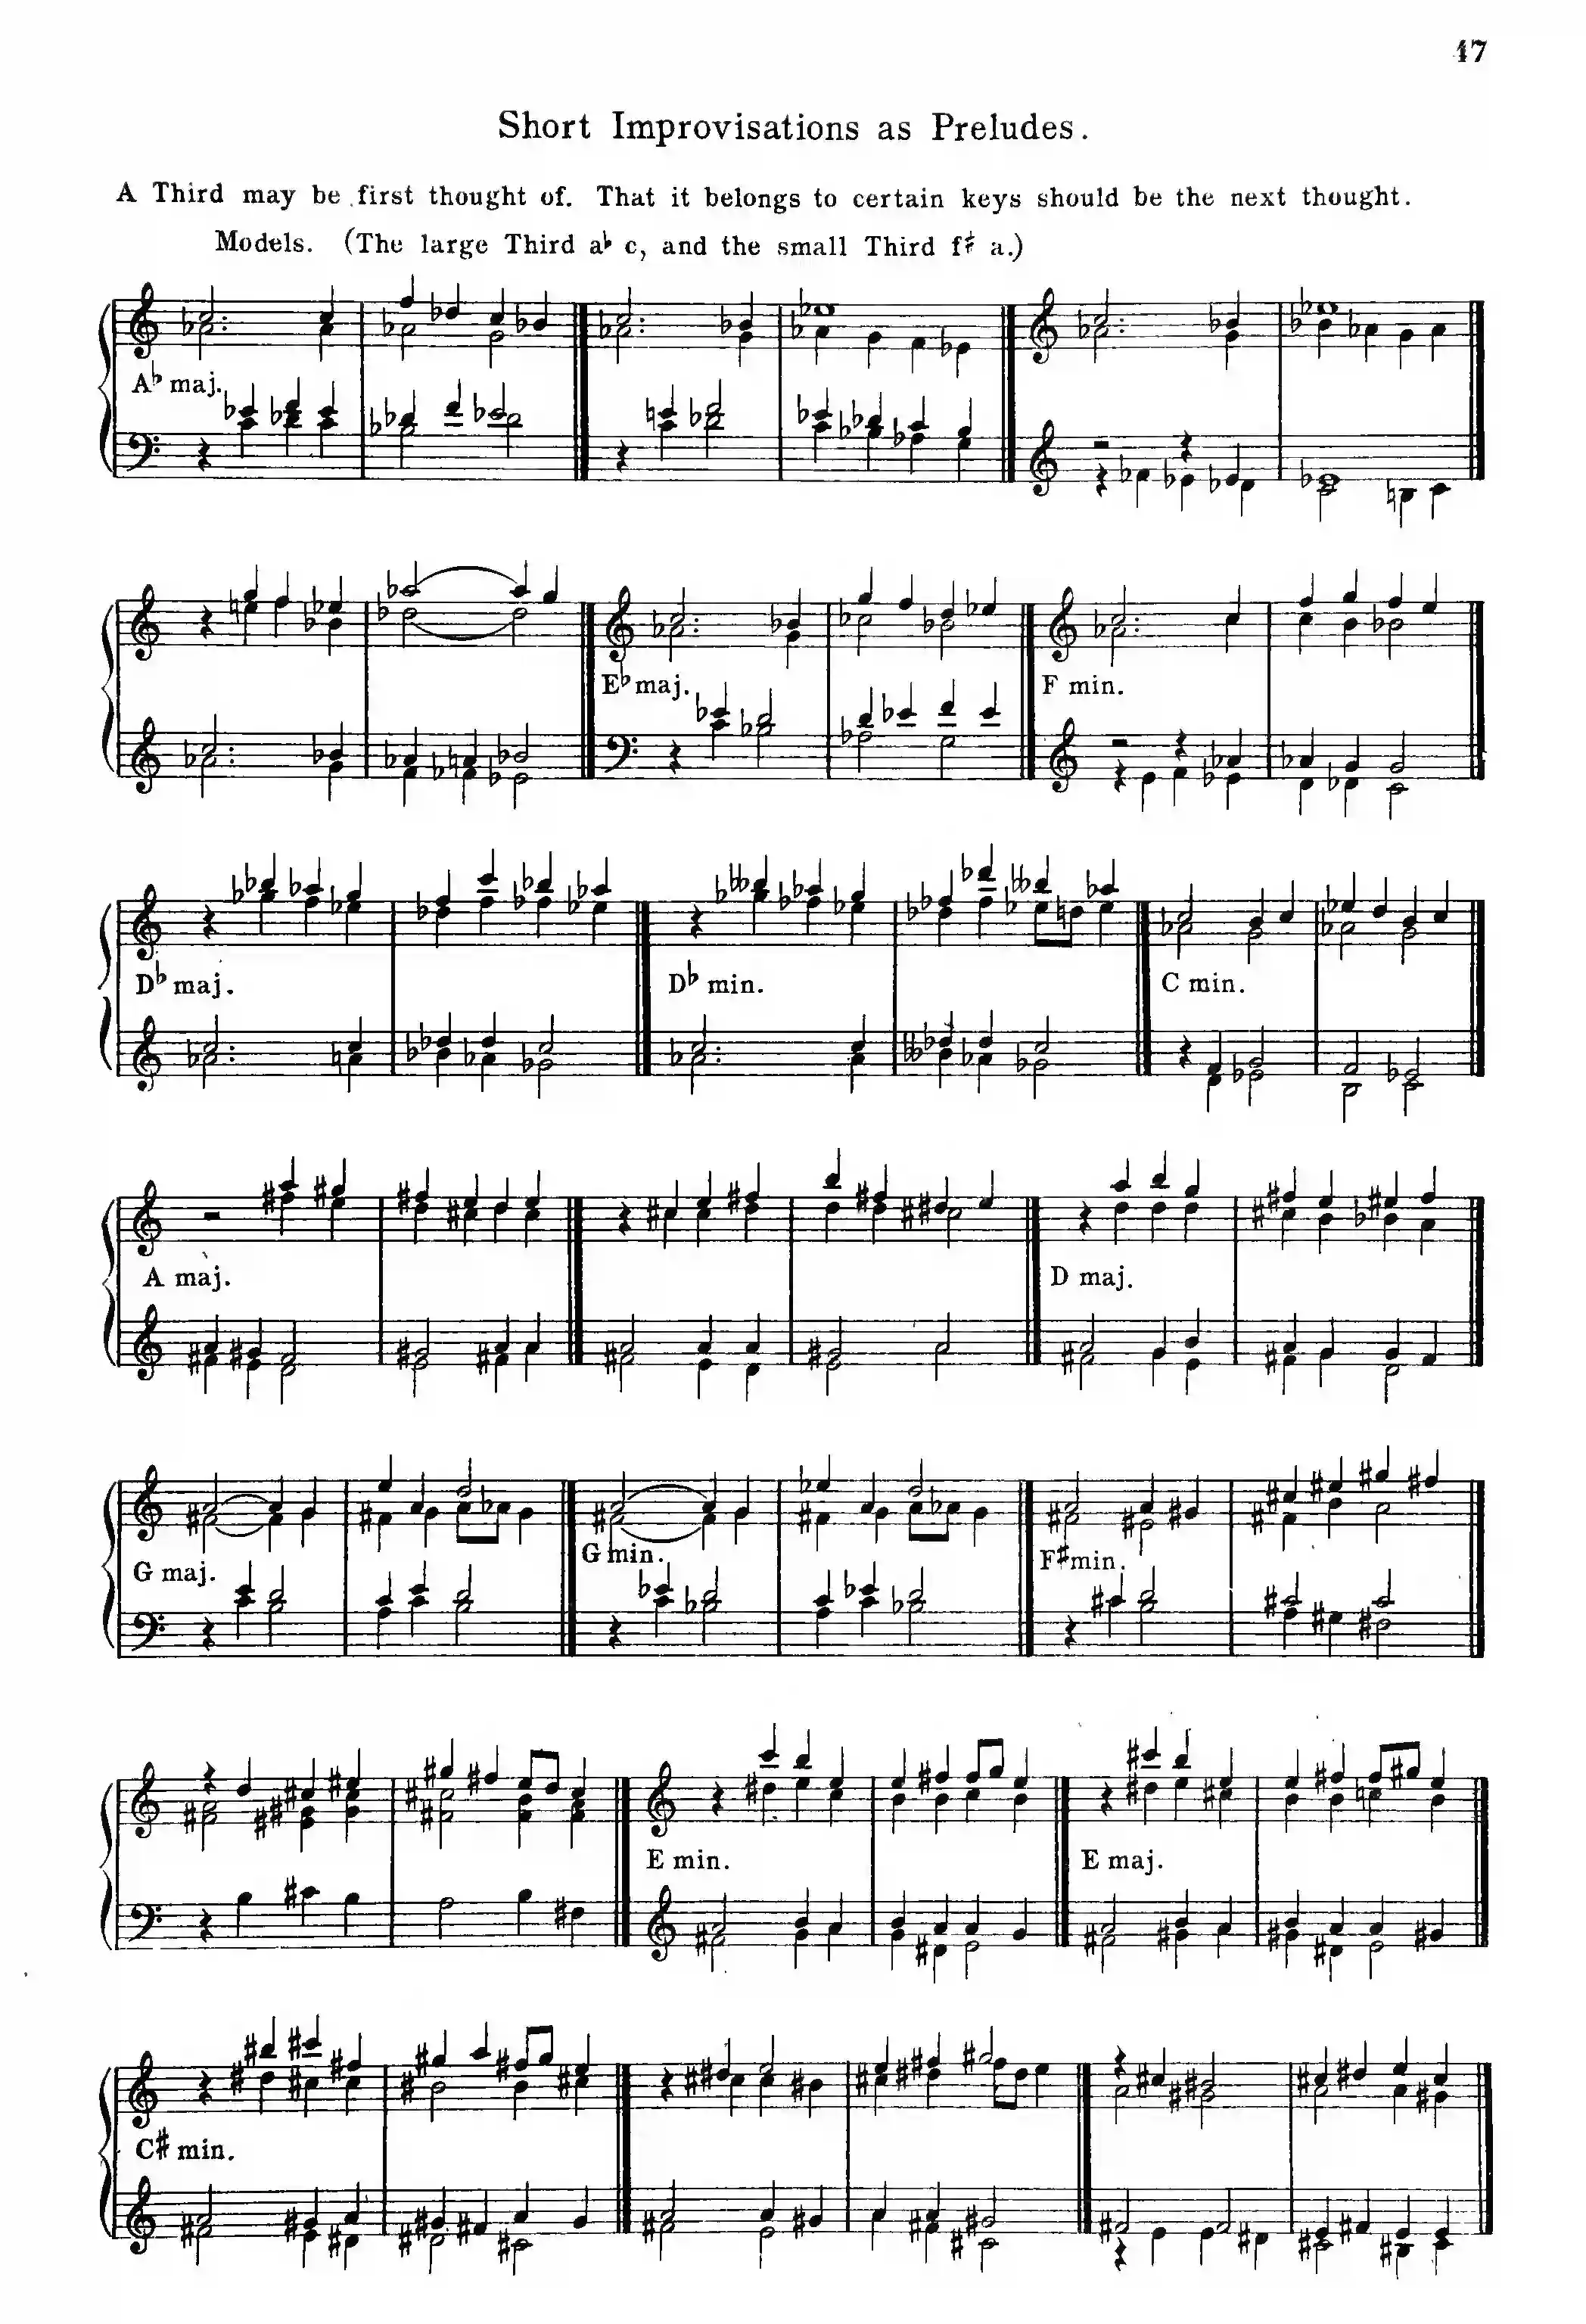 47
Short Improvisations as Preludes.
A Third may be first thought of. That it belongs to certain keys should be the next thought.
Models. (The large Third a♭ c, and the small Third f♯ a.)
A♭ maj.
E♭ maj.
F min.
D♭ maj.
D♭ min.
C min.
A maj.
D maj.
G maj.
G min.
F♯ min.
E min.
E maj.
C♯ min.